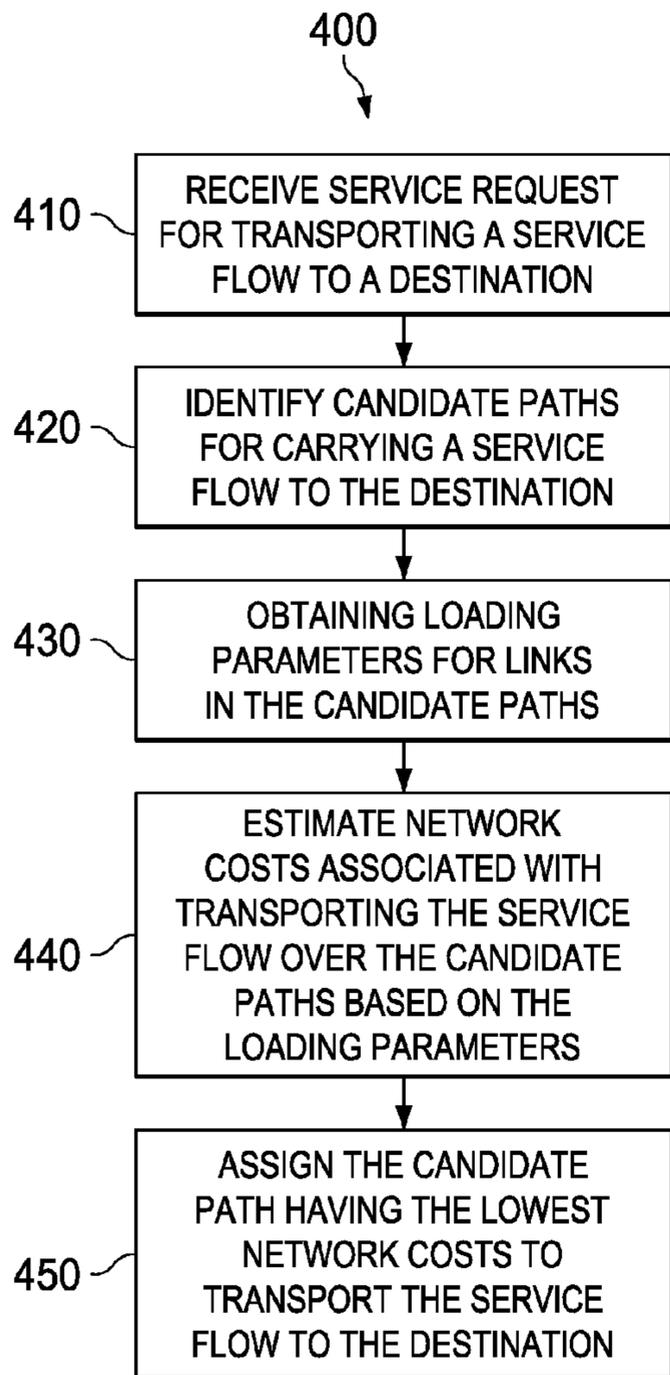 400
410
RECEIVE SERVICE REQUEST
FOR TRANSPORTING A SERVICE
FLOW TO A DESTINATION
420
IDENTIFY CANDIDATE PATHS
FOR CARRYING A SERVICE
FLOW TO THE DESTINATION
430
OBTAINING LOADING
PARAMETERS FOR LINKS
IN THE CANDIDATE PATHS
440
ESTIMATE NETWORK
COSTS ASSOCIATED WITH
TRANSPORTING THE SERVICE
FLOW OVER THE CANDIDATE
PATHS BASED ON THE
LOADING PARAMETERS
450
ASSIGN THE CANDIDATE
PATH HAVING THE LOWEST
NETWORK COSTS TO
TRANSPORT THE SERVICE
FLOW TO THE DESTINATION